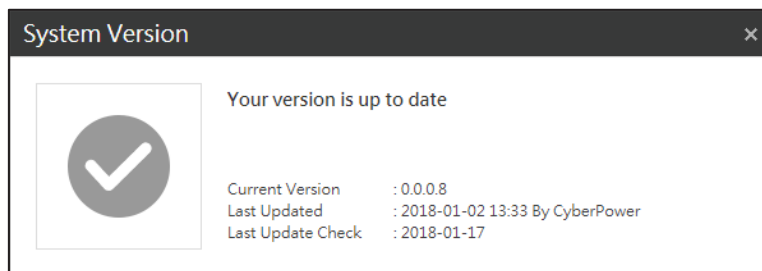 System Version
Your version is up to date
Current Version : 0.0.0.8
Last Updated : 2018-01-02 13:33 By CyberPower
Last Update Check : 2018-01-17